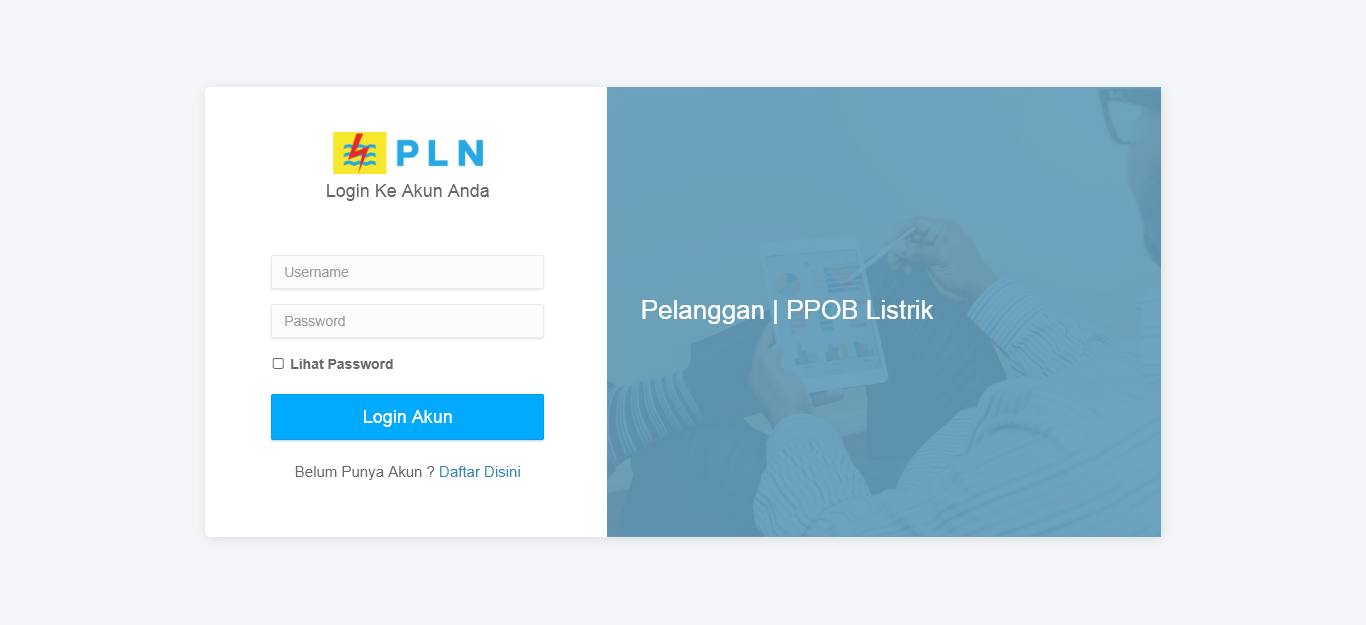 PLN
Login Ke Akun Anda
Username
Password
Lihat Password
Login Akun
Belum Punya Akun ? Daftar Disini
Pelanggan | PPOB Listrik